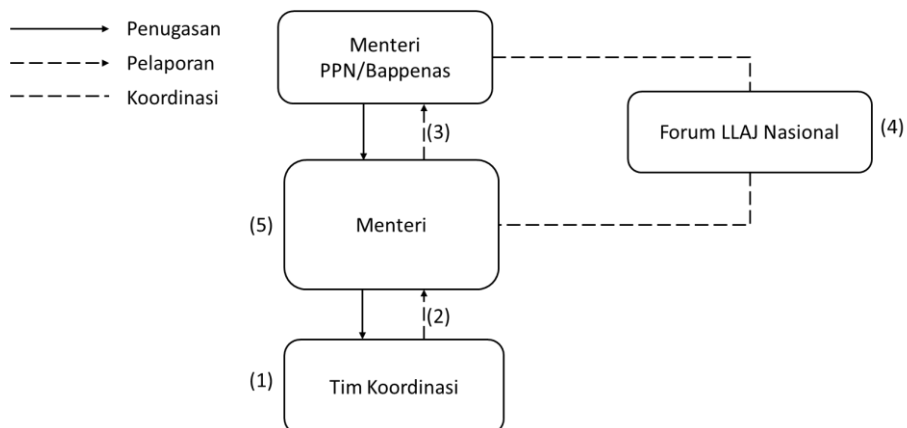 Penugasan
Pelaporan
Koordinasi
Menteri
PPN/Bappenas
(3)
Forum LLAJ Nasional
(4)
(5)
Menteri
(2)
(1)
Tim Koordinasi